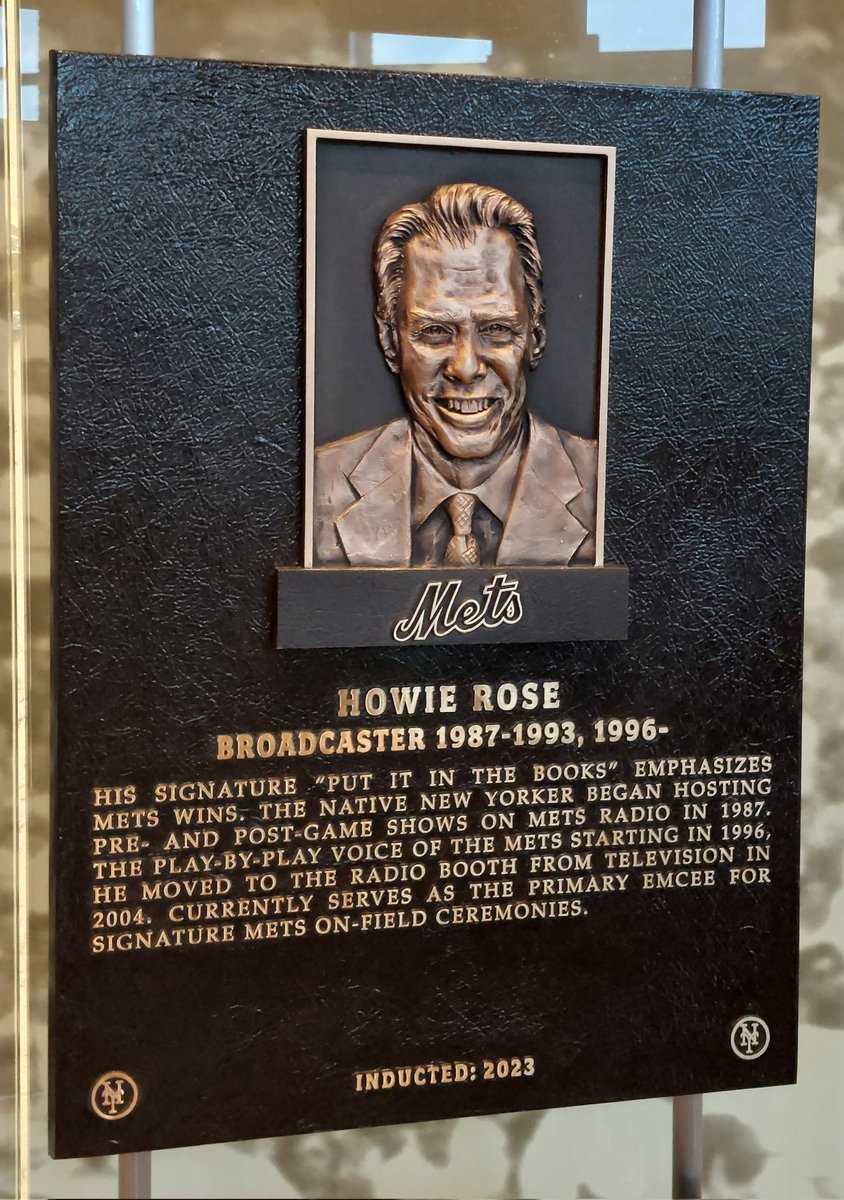 Mets
HOWIE ROSE
BROADCASTER 1987-1993, 1996-
HIS SIGNATURE "PUT IT IN THE BOOKS" EMPHASIZES
METS WINS. THE NATIVE NEW YORKER BEGAN HOSTING
PRE- AND POST-GAME SHOWS ON METS RADIO IN 1987.
THE PLAY-BY-PLAY VOICE OF THE METS STARTING IN 1996,
HE MOVED TO THE RADIO BOOTH FROM TELEVISION IN
2004. CURRENTLY SERVES AS THE PRIMARY EMCEE FOR
SIGNATURE METS ON-FIELD CEREMONIES.
NY
INDUCTED: 2023
NY